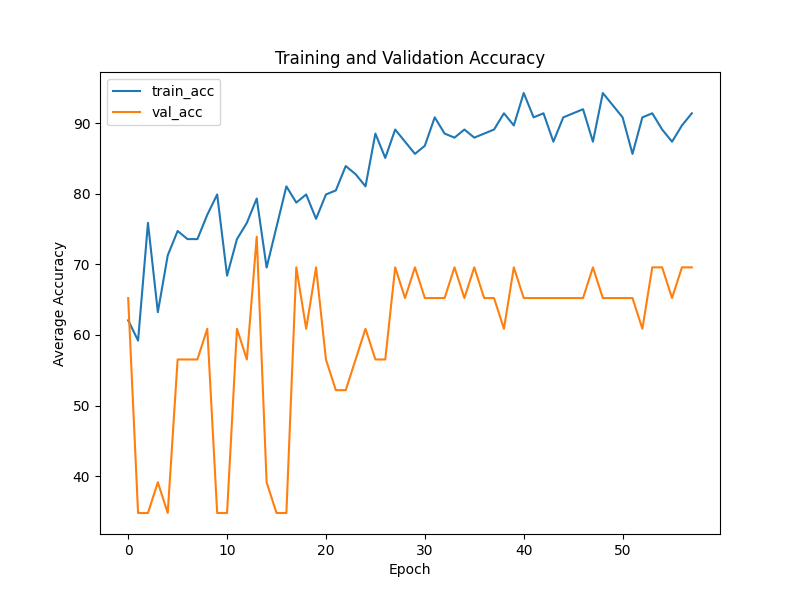 Training and Validation Accuracy
train_acc
val_acc
90
80
70
60
50
40
Average Accuracy
0 10 20 30 40 50
Epoch